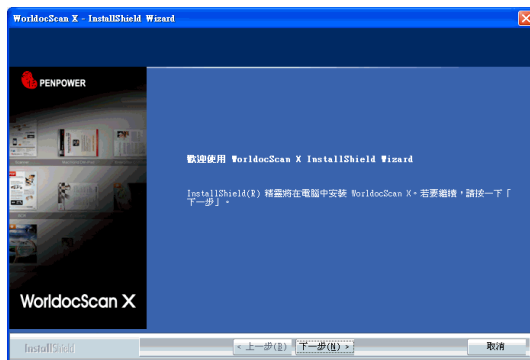 WorldocScan X - InstallShield Wizard
PENPOWER
歡迎使用 WorldocScan X InstallShield Wizard
InstallShield(R) 精靈將在電腦中安裝 WorldocScan X。若要繼續，請按一下「
下一步」。
WorldocScan X
InstallShield
< 上一步(B)
下一步(N) >
取消